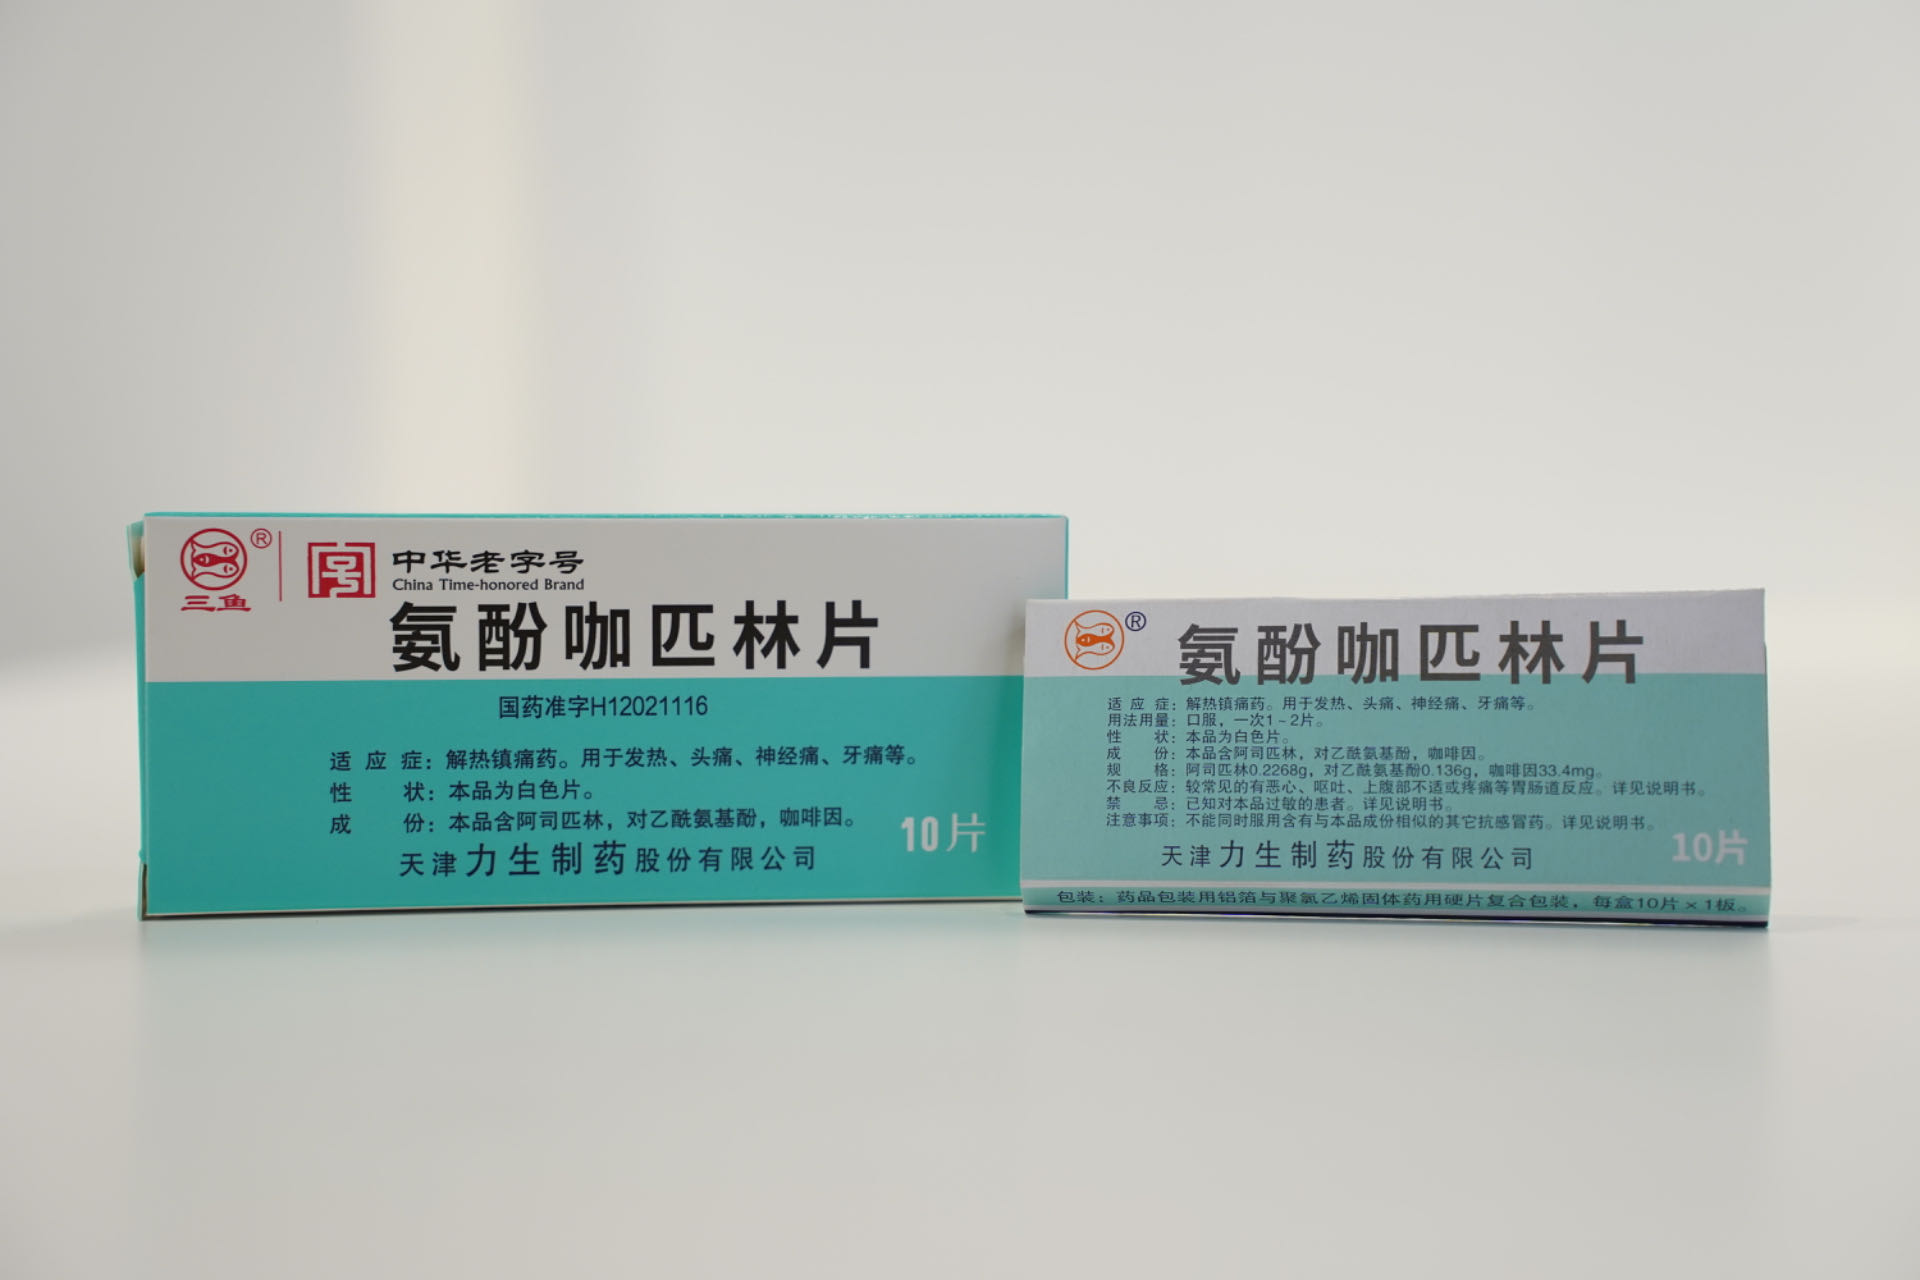 三鱼
®
中华老字号
China Time-honored Brand
氨酚咖匹林片
国药准字H12021116
适应症：解热镇痛药。用于发热、头痛、神经痛、牙痛等。
性状：本品为白色片。
成份：本品含阿司匹林，对乙酰氨基酚，咖啡因。
10片
天津力生制药股份有限公司
®
氨酚咖匹林片
适应症：解热镇痛药。用于发热、头痛、神经痛、牙痛等。
用法用量：口服，一次1~2片。
性状：本品为白色片。
成份：本品含阿司匹林，对乙酰氨基酚，咖啡因。
规格：阿司匹林0.2268g，对乙酰氨基酚0.136g，咖啡因33.4mg。
不良反应：较常见的有恶心、呕吐、上腹部不适或疼痛等胃肠道反应。详见说明书。
禁忌：已知对本品过敏的患者。详见说明书。
注意事项：不能同时服用含有与本品成份相似的其它抗感冒药。详见说明书。
10片
天津力生制药股份有限公司
包装：药品包装用铝箔与聚氯乙烯固体药用硬片复合包装，每盒10片×1板。